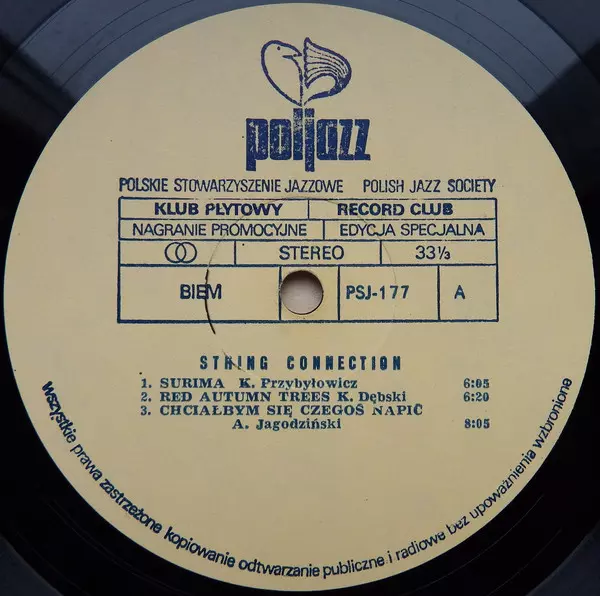 poljazz
POLSKIE STOWARZYSZENIE JAZZOWE POLISH JAZZ SOCIETY
KLUB PŁYTOWY RECORD CLUB
NAGRANIE PROMOCYJNE EDYCJA SPECJALNA
STEREO 33⅓
BIEM PSJ-177 A
STRING CONNECTION
1. SURIMA K. Przybyłowicz 6:05
2. RED AUTUMN TREES K. Dębski 6:20
3. CHCIAŁBYM SIĘ CZEGOŚ NAPIĆ
A. Jagodziński 8:05
wszystkie prawa zastrzeżone kopiowanie odtwarzanie publiczne i radiowe bez upoważnienia wzbronione